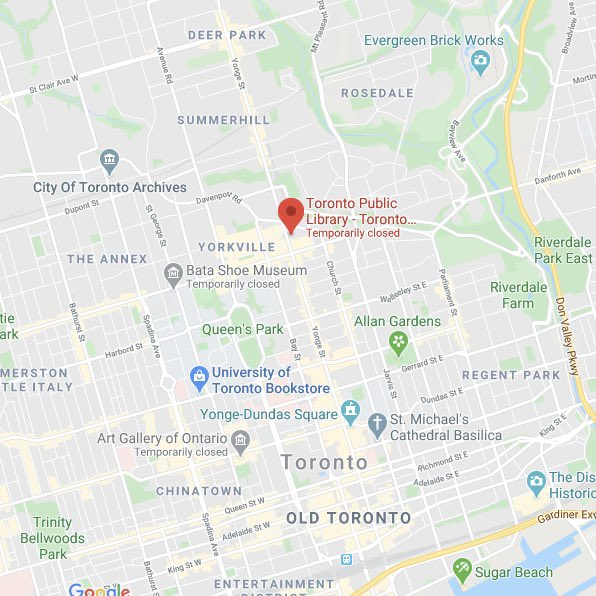 DEER PARK
Mt Pleasant Rd
Evergreen Brick Works
Broadview Ave
Avenue Rd
Yonge St
St Clair Ave W
ROSEDALE
SUMMERHILL
Bayview Ave
City Of Toronto Archives
Danforth Ave
Dupont St
Davenport Rd
Toronto Public
Library - Toronto...
Temporarily closed
St George St
YORKVILLE
THE ANNEX
Bata Shoe Museum
Temporarily closed
Church St
Riverdale
Park East
Wellesley St E
Parliament St
Riverdale
Farm
Bathurst St
Spadina Ave
Queen's Park
Allan Gardens
Don Valley Pkwy
Park
Harbord St
Bay St
Yonge St
Gerrard St E
MERSTON
TLE ITALY
University of
Toronto Bookstore
Jarvis St
REGENT PARK
Dundas St E
Yonge-Dundas Square
St. Michael's
Cathedral Basilica
King St E
Art Gallery of Ontario
Temporarily closed
Toronto
Richmond St E
Adelaide St E
The Dis
Historic
CHINATOWN
Queen St W
OLD TORONTO
Gardiner Ex
Trinity
Bellwoods
Park
Spadina Ave
Adelaide St W
King St W
Bathurst St
Sugar Beach
ENTERTAINMENT
DISTRICT
Google